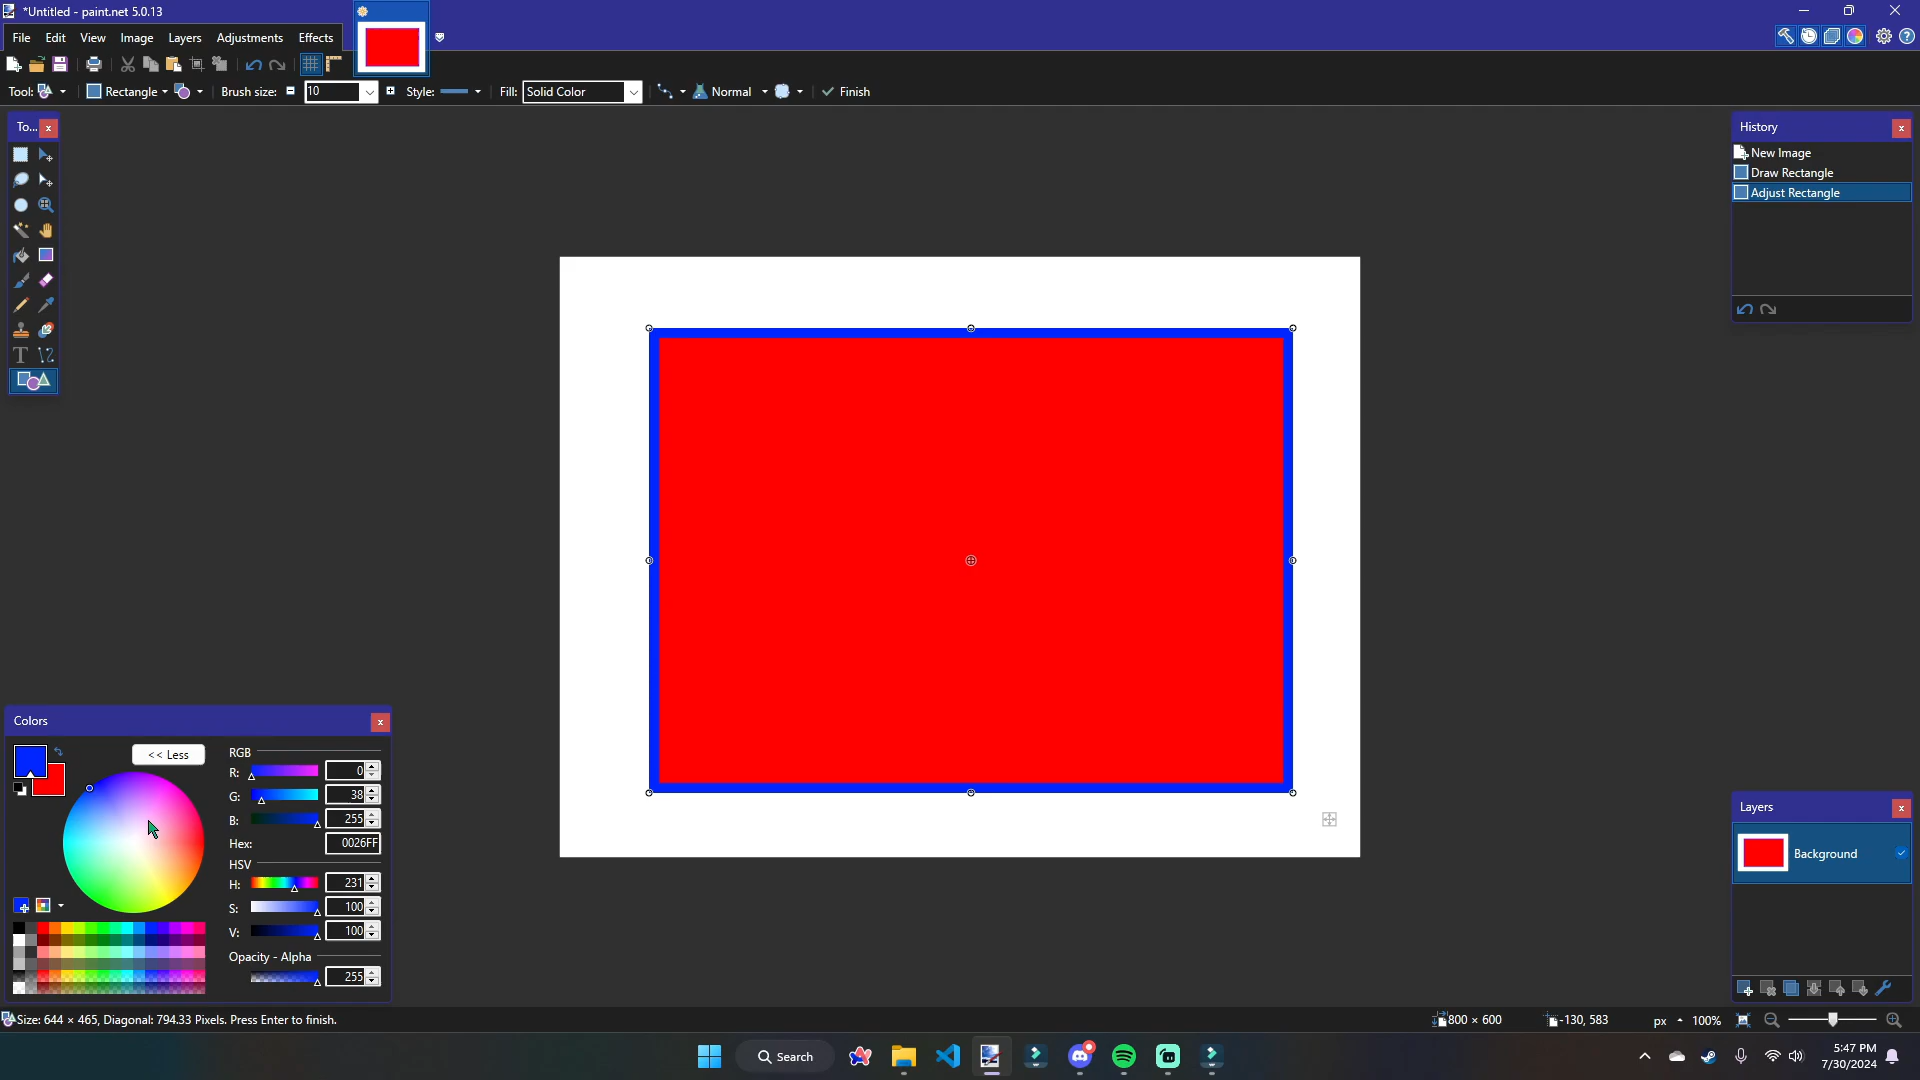 *Untitled - paint.net 5.0.13
File Edit View Image Layers Adjustments Effects
Tool: Rectangle Brush size: 10 Style: Fill: Solid Color Normal Finish
To...
History
New Image
Draw Rectangle
Adjust Rectangle
Colors
<< Less
RGB
R: 0
G: 38
B: 255
Hex: 0026FF
HSV
H: 231
S: 100
V: 100
Opacity - Alpha
255
Layers
Background
Size: 644 × 465, Diagonal: 794.33 Pixels. Press Enter to finish.
800 × 600 -130, 583 px 100%
Search
5:47 PM
7/30/2024